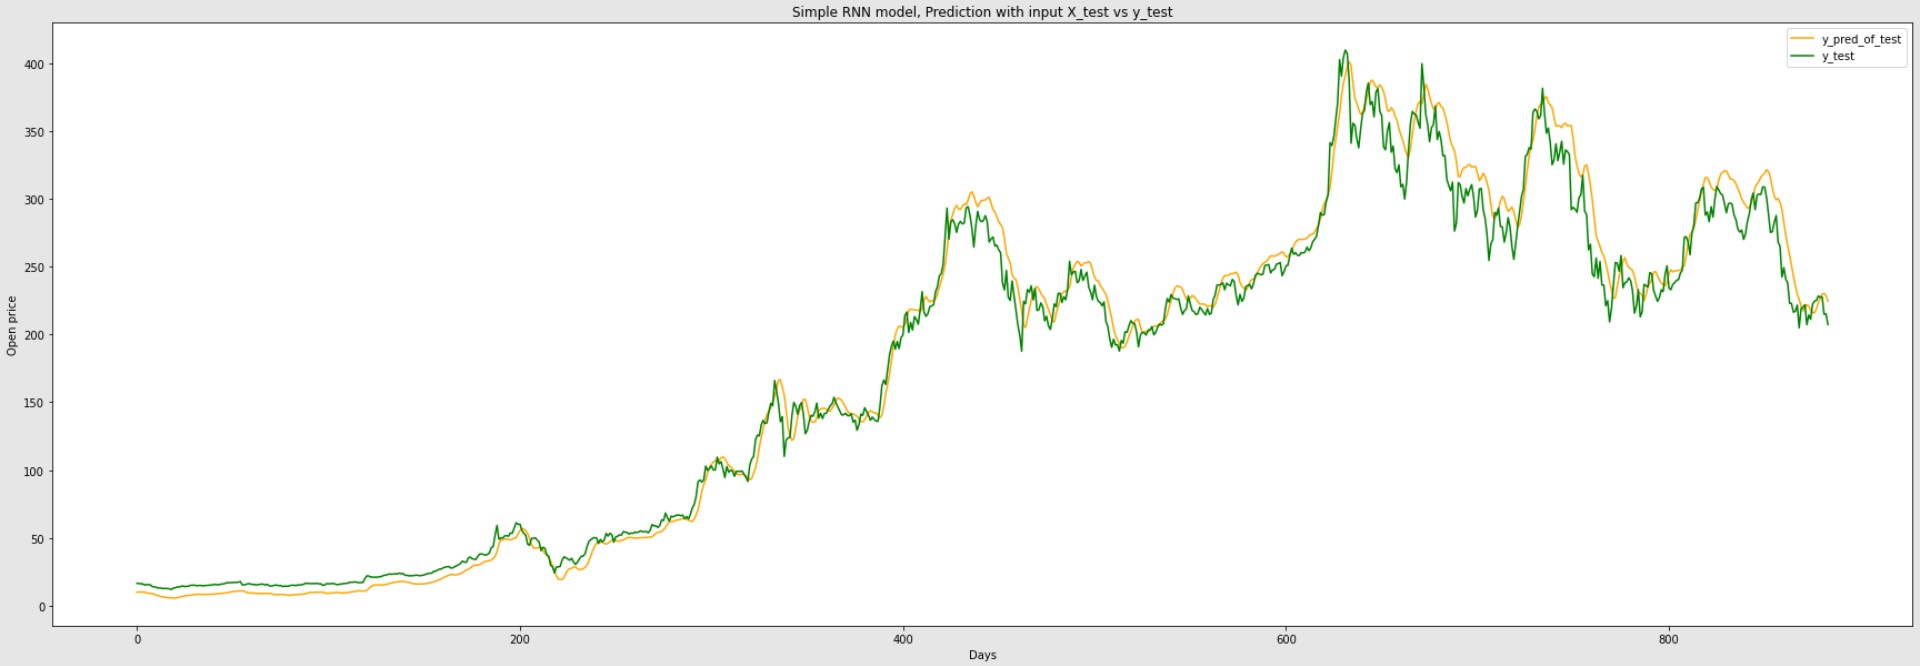 Simple RNN model, Prediction with input X_test vs y_test
y_pred_of_test
y_test
Open price
400
350
300
250
200
150
100
50
0
0 200 400 600 800
Days